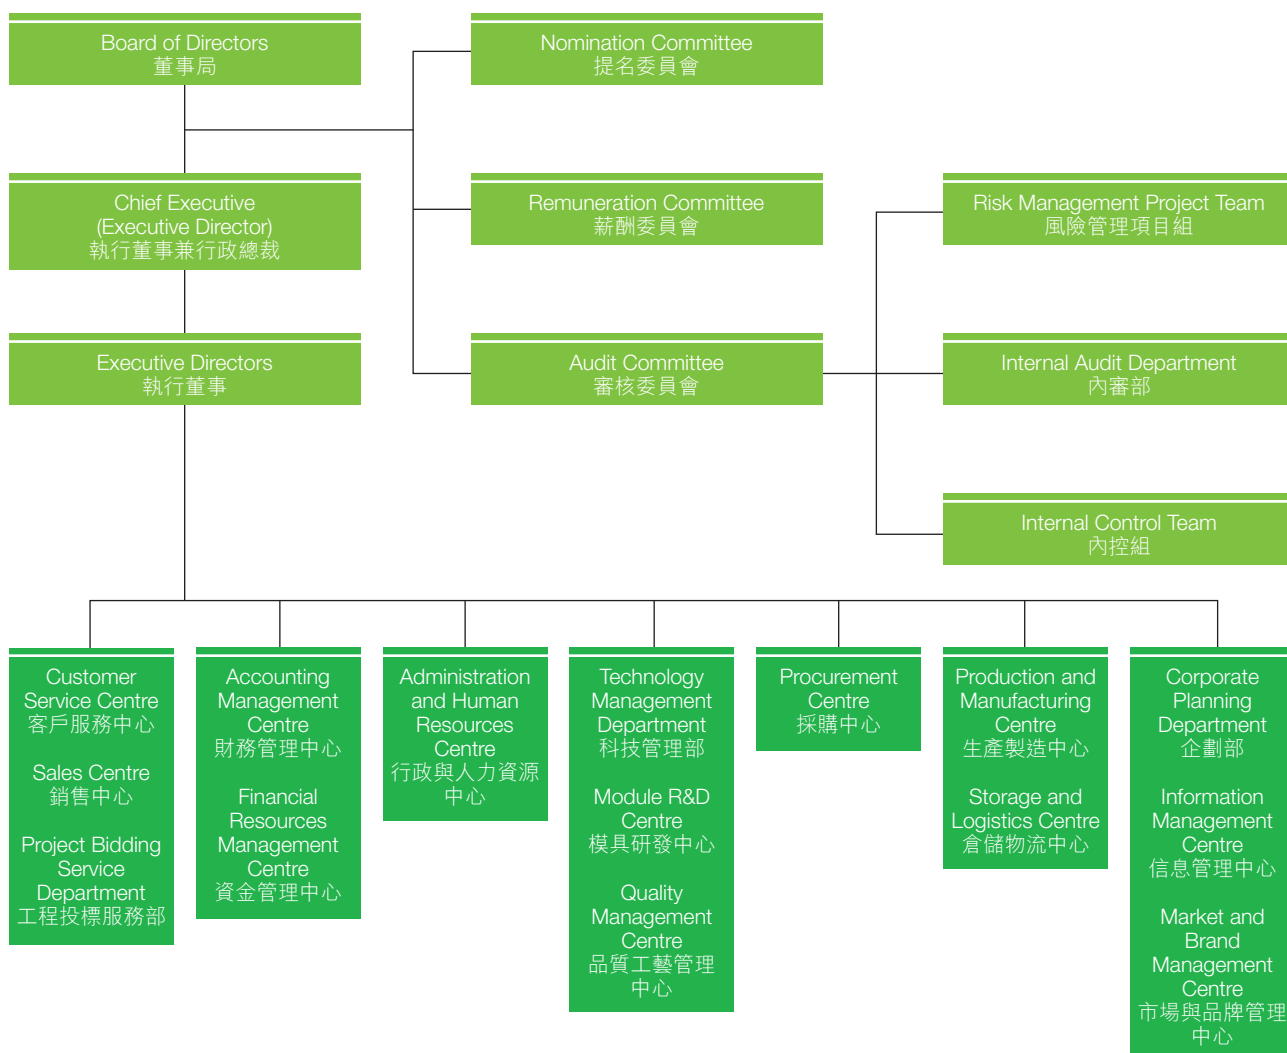 Board of Directors
董事局
Nomination Committee
提名委員會
Chief Executive
(Executive Director)
執行董事兼行政總裁
Remuneration Committee
薪酬委員會
Risk Management Project Team
風險管理項目組
Executive Directors
執行董事
Audit Committee
審核委員會
Internal Audit Department
內審部
Internal Control Team
內控組
Customer
Service Centre
客戶服務中心
Sales Centre
銷售中心
Project Bidding
Service
Department
工程投標服務部
Accounting
Management
Centre
財務管理中心
Financial
Resources
Management
Centre
資金管理中心
Administration
and Human
Resources
Centre
行政與人力資源
中心
Technology
Management
Department
科技管理部
Module R&D
Centre
模具研發中心
Quality
Management
Centre
品質工藝管理
中心
Procurement
Centre
採購中心
Production and
Manufacturing
Centre
生產製造中心
Storage and
Logistics Centre
倉儲物流中心
Corporate
Planning
Department
企劃部
Information
Management
Centre
信息管理中心
Market and
Brand
Management
Centre
市場與品牌管理
中心